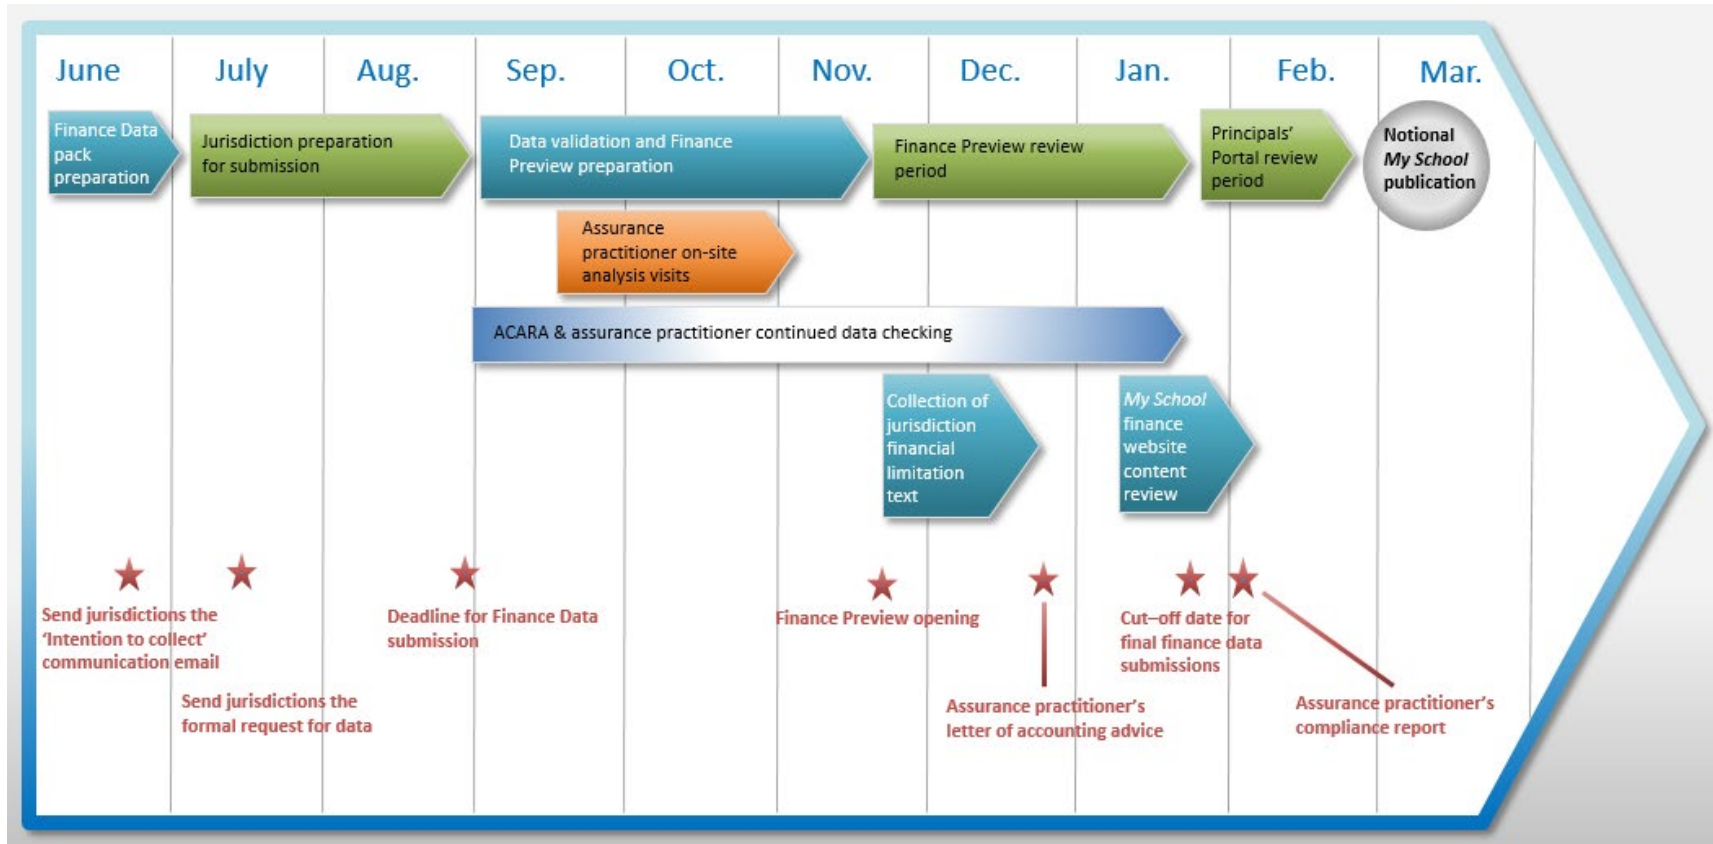 June
July
Aug.
Sep.
Oct.
Nov.
Dec.
Jan.
Feb.
Mar.
Finance Data
pack
preparation
Jurisdiction preparation
for submission
Data validation and Finance
Preview preparation
Finance Preview review
period
Principals’
Portal review
period
Notional
My School
publication
Assurance
practitioner on-site
analysis visits
ACARA & assurance practitioner continued data checking
Collection of
jurisdiction
financial
limitation
text
My School
finance
website
content
review
Send jurisdictions the
‘Intention to collect’
communication email
Send jurisdictions the
formal request for data
Deadline for Finance Data
submission
Finance Preview opening
Assurance practitioner’s
letter of accounting advice
Cut–off date for
final finance data
submissions
Assurance practitioner’s
compliance report